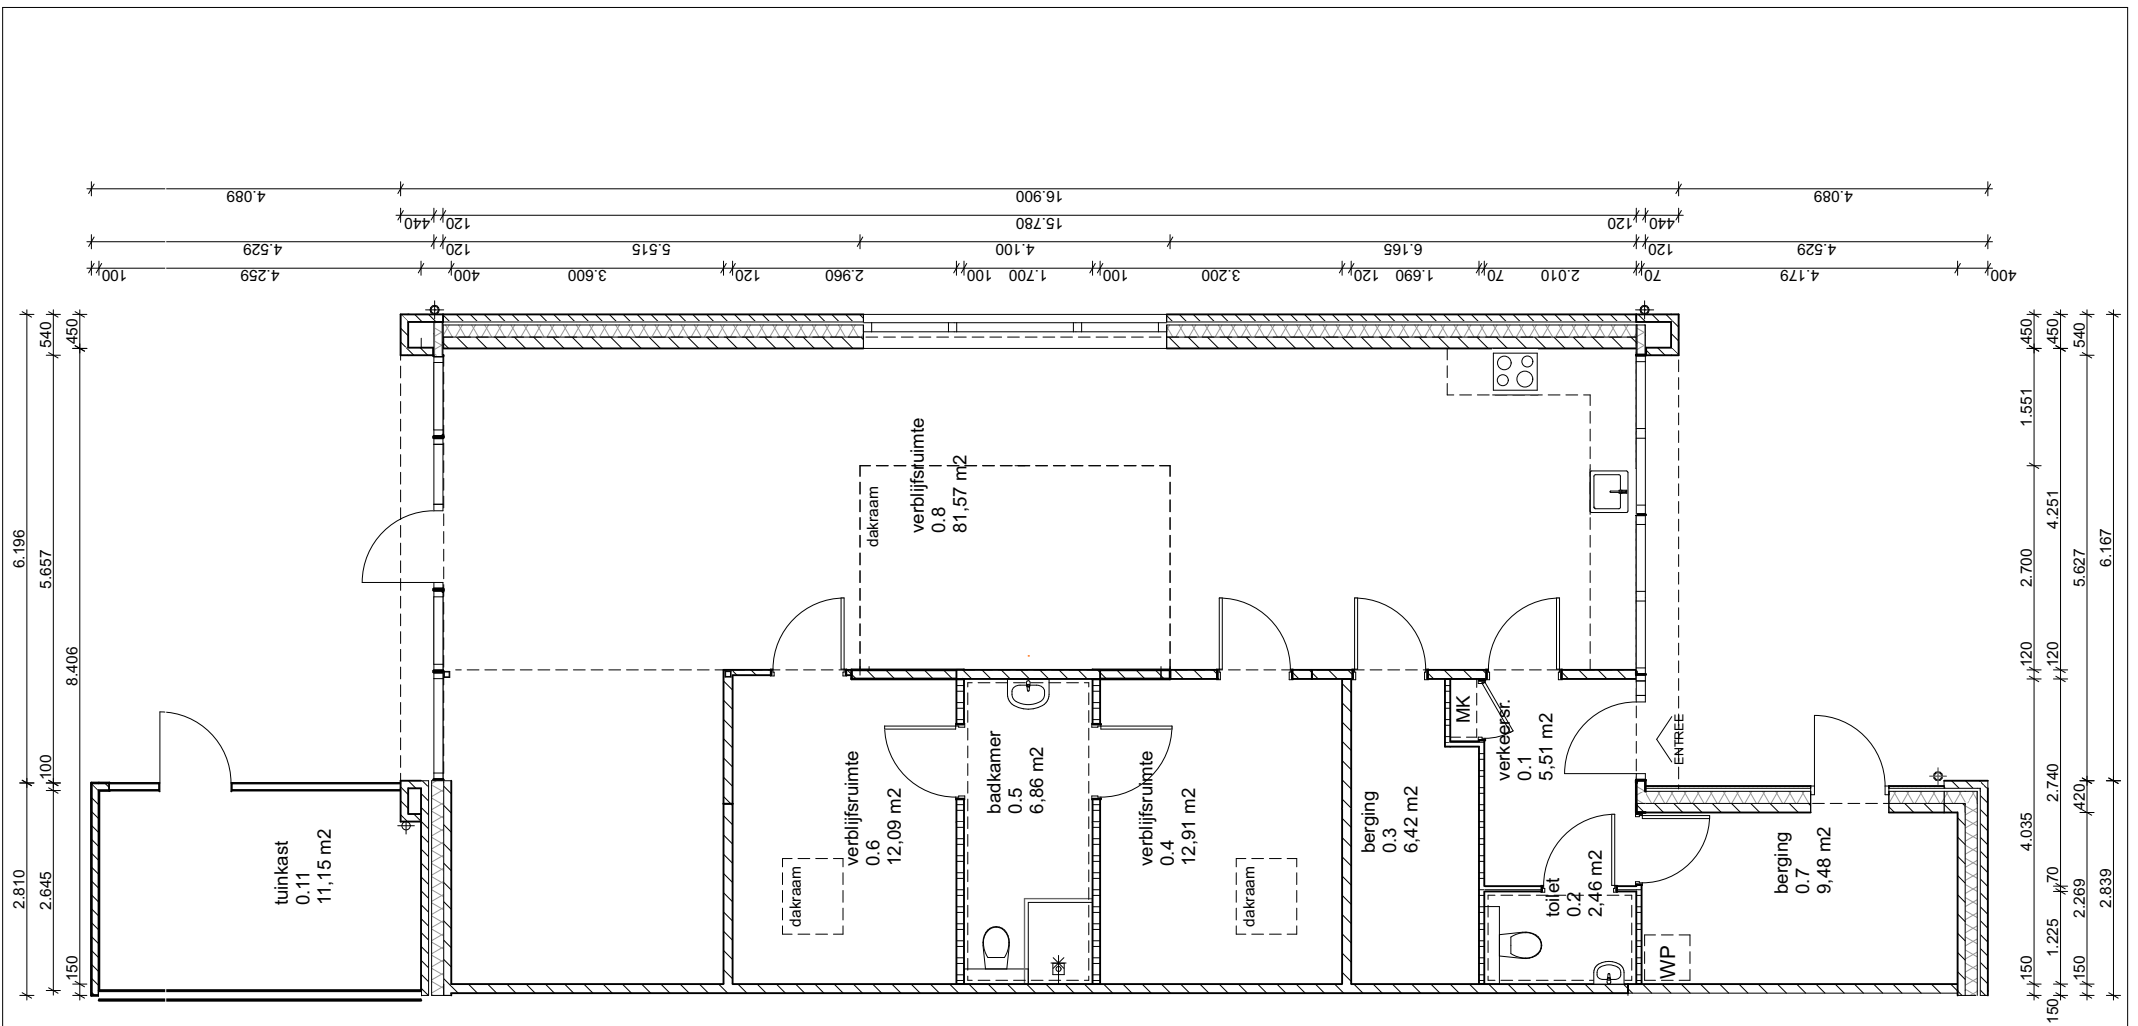 4.089
16.900
4.089
440
120
15.780
120
440
4.529
120
5.515
4.100
6.165
120
4.529
100
4.259
400
3.600
120
2.960
100
1.700
100
3.200
120
1.690
70
2.010
70
4.179
400
6.196
2.810
540
5.657
100
2.645
450
8.406
150
verblijfsruimte
0.8
81,57 m2
dakraam
tuinkast
0.11
11,15 m2
verblijfsruimte
0.6
12,09 m2
dakraam
badkamer
0.5
6,86 m2
verblijfsruimte
0.4
12,91 m2
dakraam
berging
0.3
6,42 m2
MK
verkeersr.
0.1
5,51 m2
ENTREE
toilet
0.2
2,46 m2
berging
0.7
9,48 m2
WP
450
1.551
2.700
120
4.035
150
450
4.251
120
2.740
70
1.225
150
540
5.627
420
2.269
150
6.167
2.839